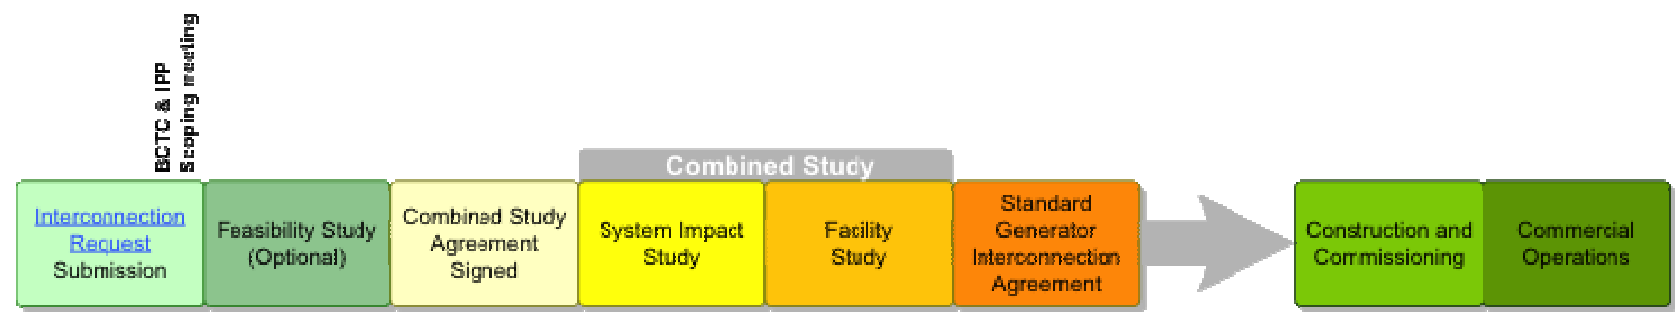 BCTC & IPP
Scoping meeting
Combined Study
Interconnection
Request
Submission
Feasibility Study
(Optional)
Combined Study
Agreement
Signed
System Impact
Study
Facility
Study
Standard
Generator
Interconnection
Agreement
Construction and
Commissioning
Commercial
Operations